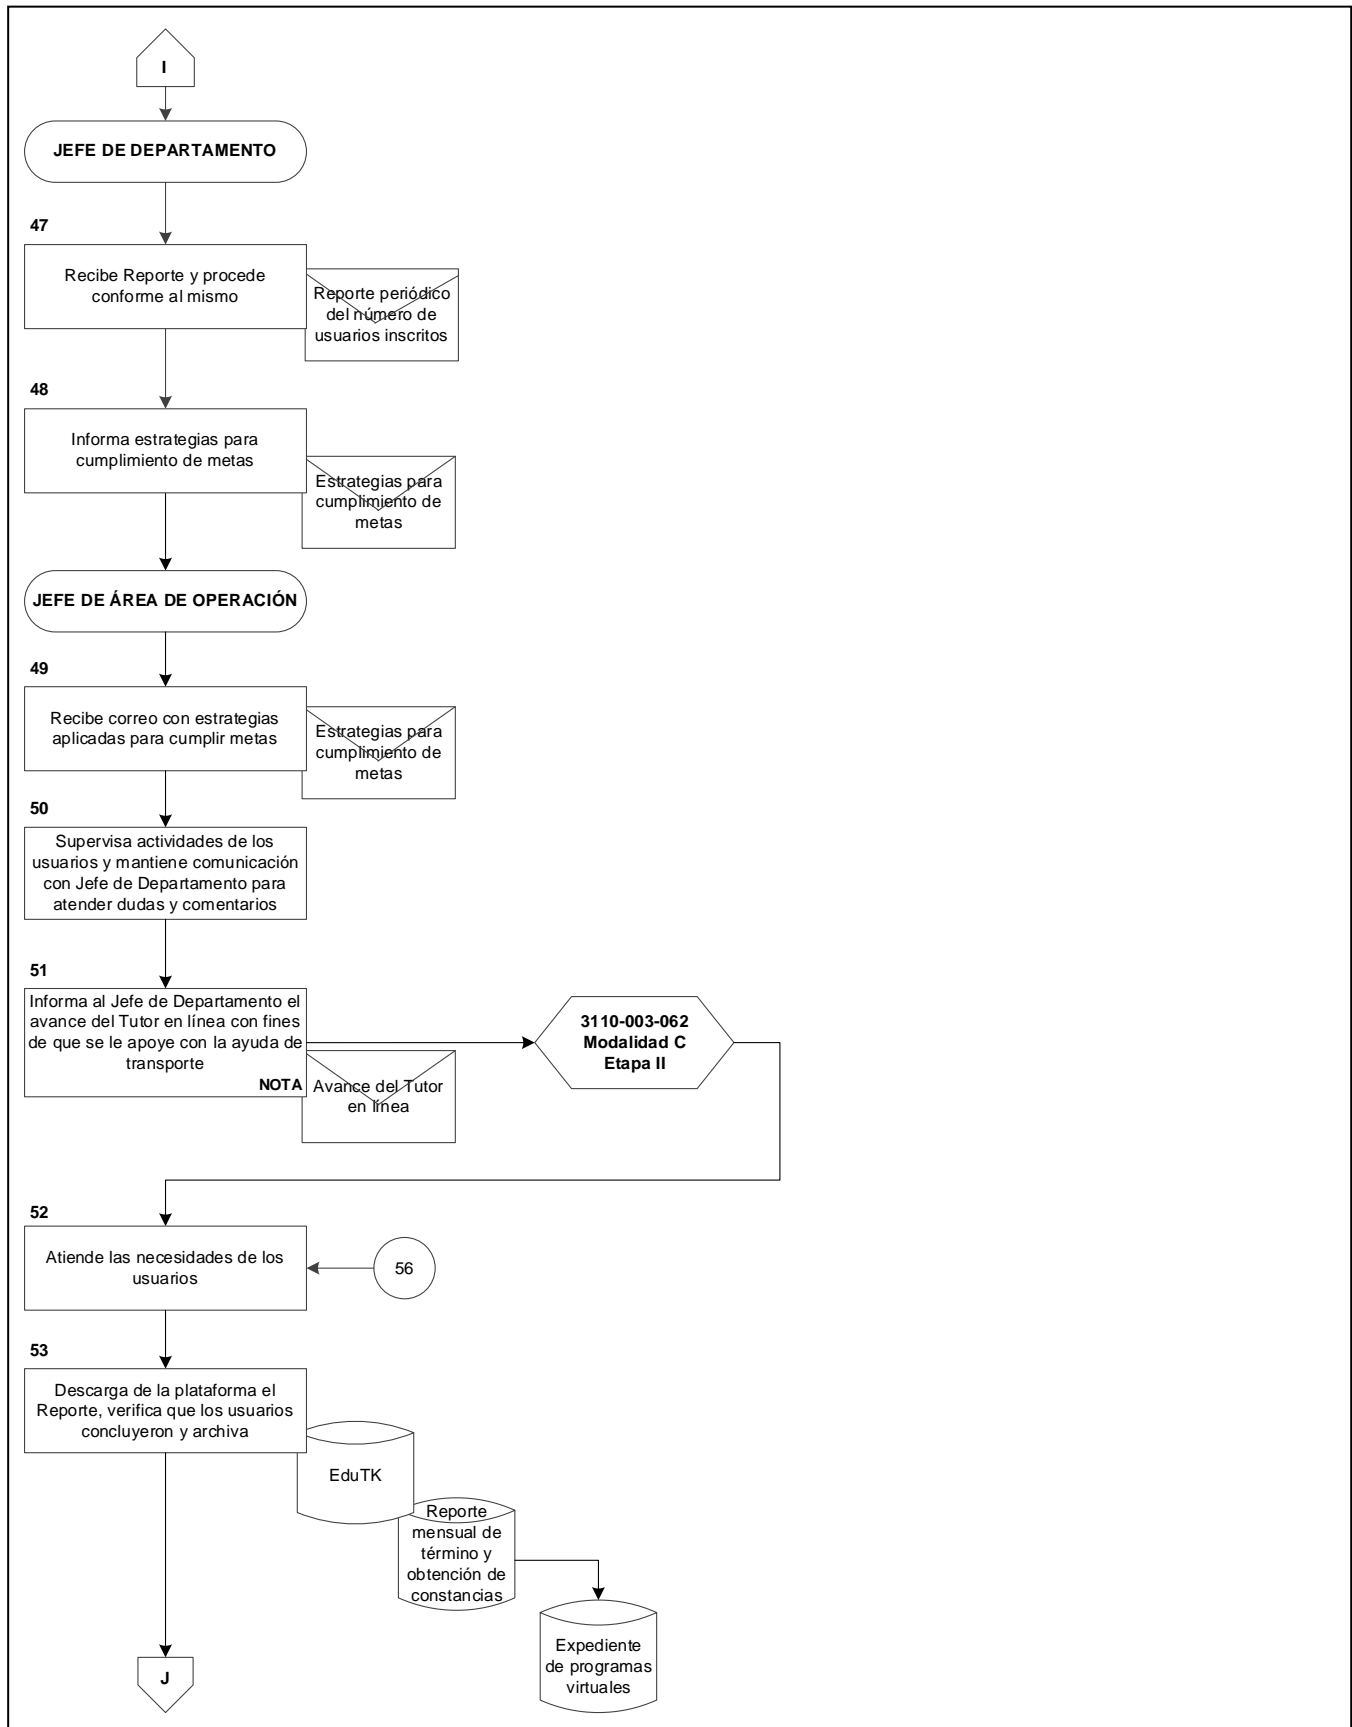 I
JEFE DE DEPARTAMENTO
47
Recibe Reporte y procede
conforme al mismo
Reporte periódico
del número de
usuarios inscritos
48
Informa estrategias para
cumplimiento de metas
Estrategias para
cumplimiento de
metas
JEFE DE ÁREA DE OPERACIÓN
49
Recibe correo con estrategias
aplicadas para cumplir metas
Estrategias para
cumplimiento de
metas
50
Supervisa actividades de los
usuarios y mantiene comunicación
con Jefe de Departamento para
atender dudas y comentarios
51
Informa al Jefe de Departamento el
avance del Tutor en línea con fines
de que se le apoye con la ayuda de
transporte
NOTA
Avance del Tutor
en línea
3110-003-062
Modalidad C
Etapa II
52
Atiende las necesidades de los
usuarios
56
53
Descarga de la plataforma el
Reporte, verifica que los usuarios
concluyeron y archiva
EduTK
Reporte
mensual de
término y
obtención de
constancias
Expediente
de programas
virtuales
J